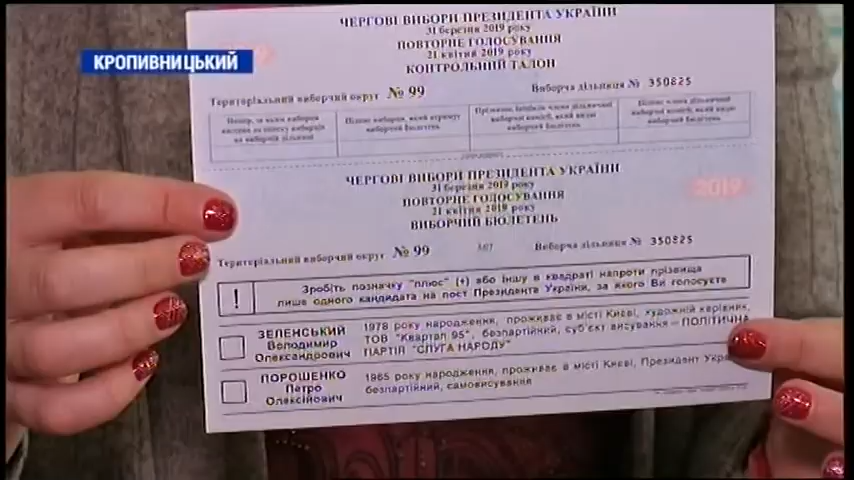 ЧЕРГОВІ ВИБОРИ ПРЕЗИДЕНТА УКРАЇНИ
31 березня 2019 року
ПОВТОРНЕ ГОЛОСУВАННЯ
21 квітня 2019 року
КОНТРОЛЬНИЙ ТАЛОН
КРОПИВНИЦЬКИЙ
Територіальний виборчий округ № 99 Виборча дільниця № 350825
ЧЕРГОВІ ВИБОРИ ПРЕЗИДЕНТА УКРАЇНИ
31 березня 2019 року
ПОВТОРНЕ ГОЛОСУВАННЯ
21 квітня 2019 року
ВИБОРЧИЙ БЮЛЕТЕНЬ
2019
Територіальний виборчий округ № 99 МП Виборча дільниця № 350825
! Зробіть позначку "плюс" (+) або іншу в квадраті напроти прізвища
лише одного кандидата на пост Президента України, за якого Ви голосуєте
ЗЕЛЕНСЬКИЙ
Володимир
Олександрович
1978 року народження, проживає в місті Києві, художній керівник,
ТОВ "Квартал 95", безпартійний, суб'єкт висування – ПОЛІТИЧНА
ПАРТІЯ "СЛУГА НАРОДУ"
ПОРОШЕНКО
Петро
Олексійович
1965 року народження, проживає в місті Києві, Президент
безпартійний, самовисування